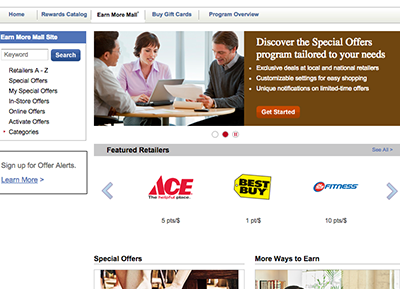 Home
Rewards Catalog
Earn More Mall
Buy Gift Cards
Program Overview
Earn More Mall Site
Keyword
Search
Retailers A - Z
Special Offers
My Special Offers
In-Store Offers
Online Offers
Activate Offers
Categories
Sign up for Offer Alerts.
Learn More >
Discover the Special Offers
program tailored to your needs
• Exclusive deals at local and national retailers
• Customizable settings for easy shopping
• Unique notifications on limited-time offers
Get Started
Featured Retailers
See All >
ACE
The helpful place.
BEST
BUY
24
FITNESS
5 pts/$
1 pt/$
10 pts/$
Special Offers
More Ways to Earn